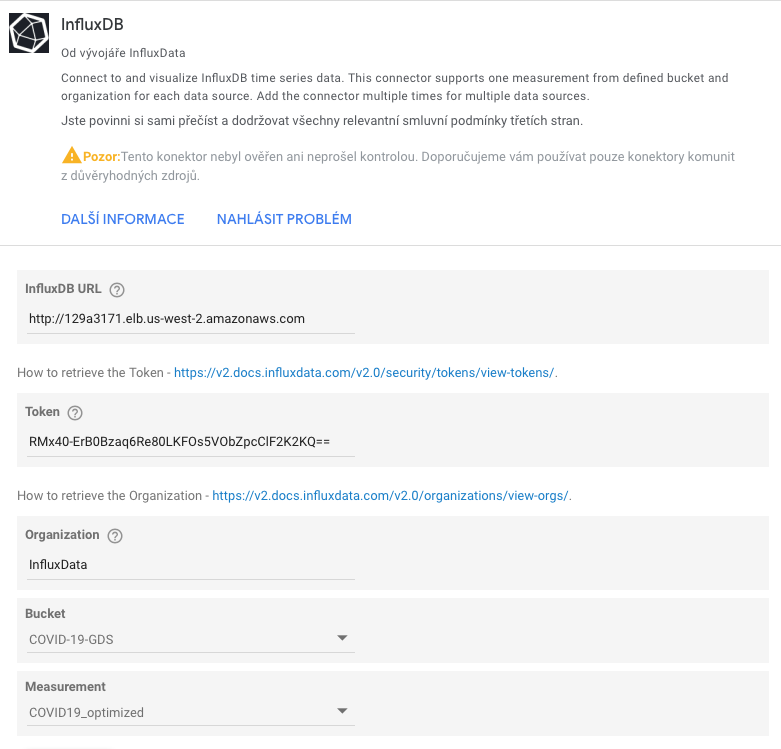 InfluxDB
Od vývojáře InfluxData
Connect to and visualize InfluxDB time series data. This connector supports one measurement from defined bucket and
organization for each data source. Add the connector multiple times for multiple data sources.
Jste povinni si sami přečíst a dodržovat všechny relevantní smluvní podmínky třetích stran.
Pozor:Tento konektor nebyl ověřen ani neprošel kontrolou. Doporučujeme vám používat pouze konektory komunit
z důvěryhodných zdrojů.
DALŠÍ INFORMACE NAHLÁSIT PROBLÉM
InfluxDB URL
http://129a3171.elb.us-west-2.amazonaws.com
How to retrieve the Token - https://v2.docs.influxdata.com/v2.0/security/tokens/view-tokens/.
Token
RMx40-ErB0Bzaq6Re80LKFOs5VObZpcClF2K2KQ==
How to retrieve the Organization - https://v2.docs.influxdata.com/v2.0/organizations/view-orgs/.
Organization
InfluxData
Bucket
COVID-19-GDS
Measurement
COVID19_optimized